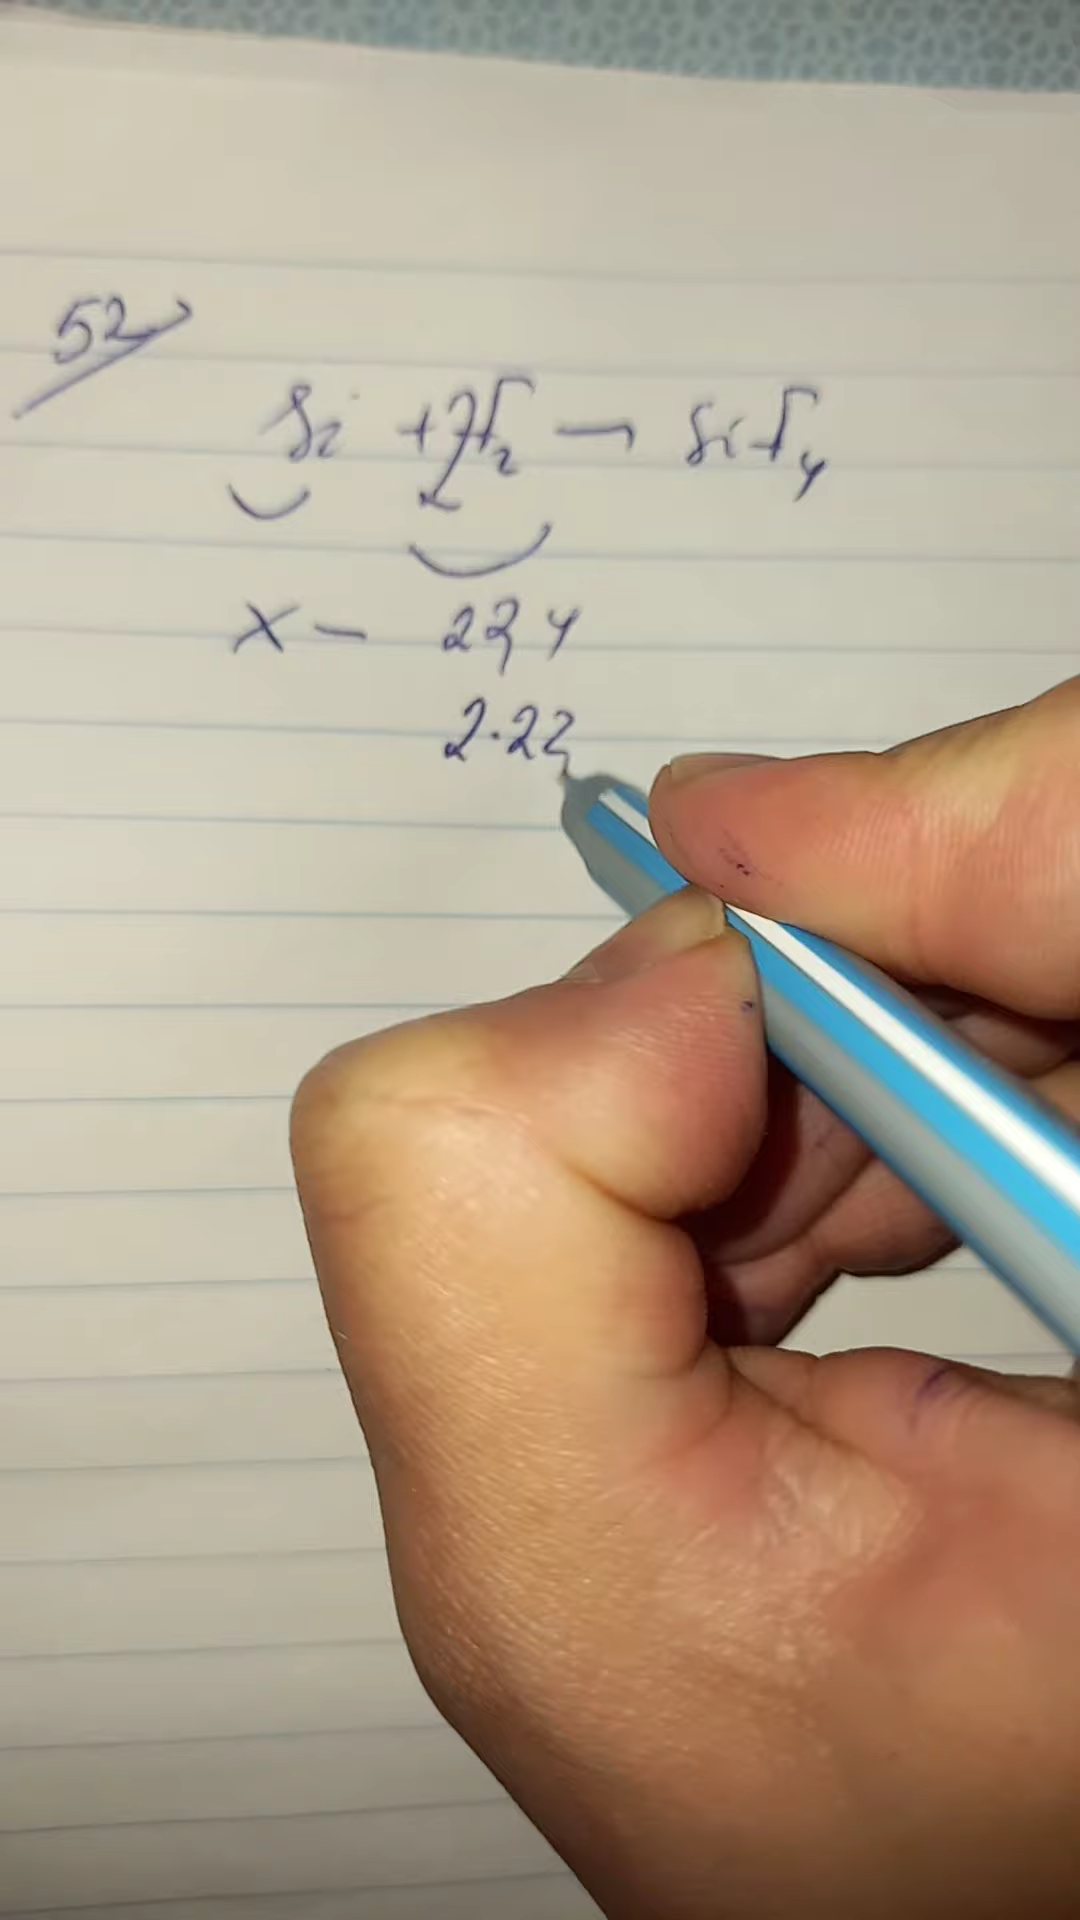 52
Si + 2F₂ — SiF₄
x — 22,4
2·22,